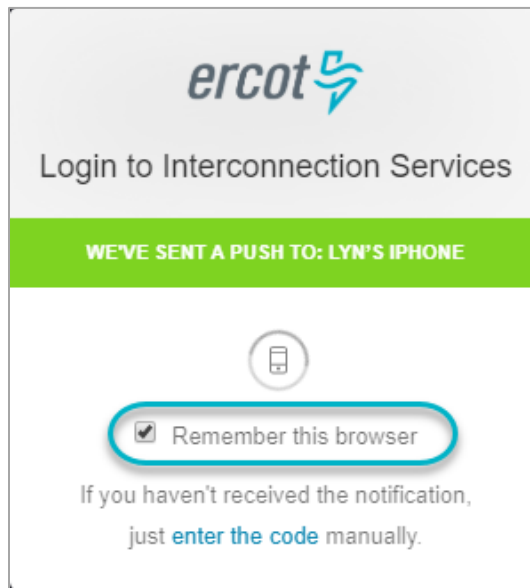 ercot
Login to Interconnection Services
WE'VE SENT A PUSH TO: LYN'S IPHONE
Remember this browser
If you haven't received the notification,
just enter the code manually.